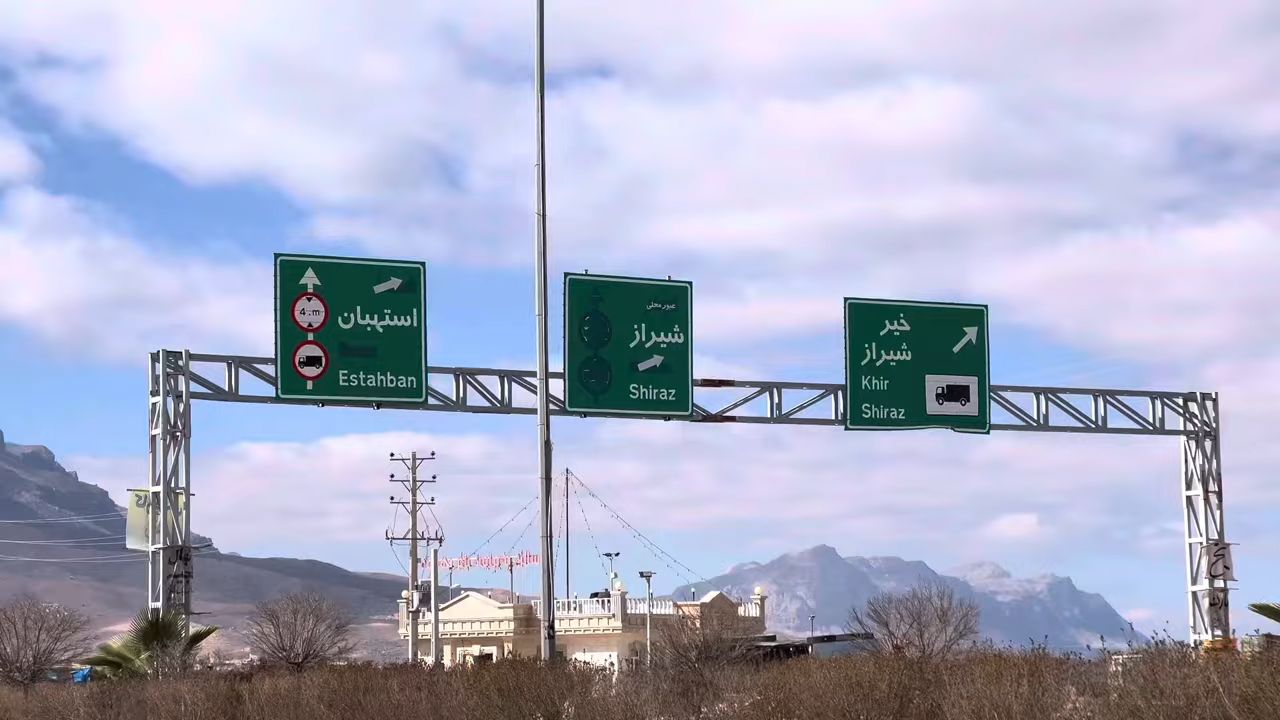 4.m
استهبان
Estahban
عبور محلی
شیراز
Shiraz
خیر
شیراز
Khir
Shiraz